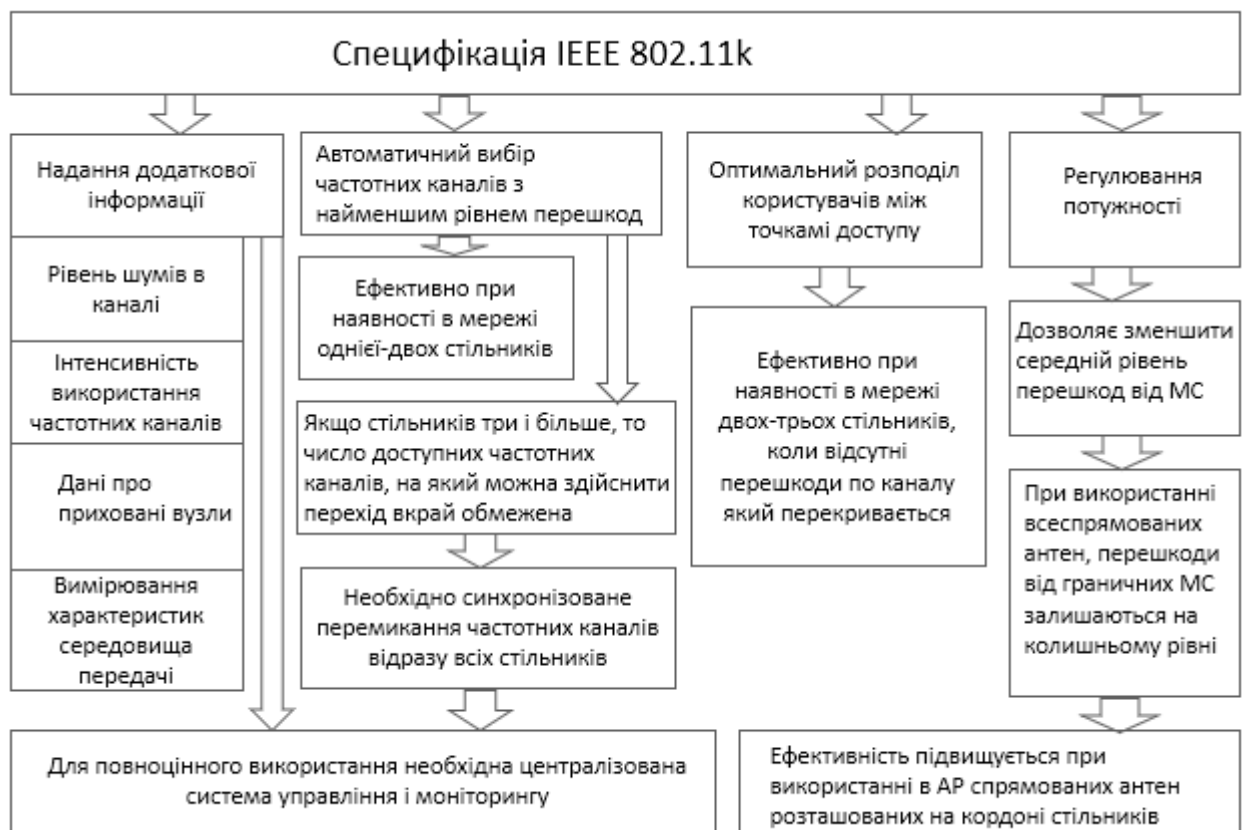 Специфікація IEEE 802.11k
Надання додаткової
інформації
Рівень шумів в
каналі
Інтенсивність
використання
частотних каналів
Дані про
приховані вузли
Вимірювання
характеристик
середовища
передачі
Автоматичний вибір
частотних каналів з
найменшим рівнем перешкод
Ефективно при
наявності в мережі
однієї-двох стільників
Якщо стільників три і більше, то
число доступних частотних
каналів, на який можна здійснити
перехід вкрай обмежена
Необхідно синхронізоване
перемикання частотних каналів
відразу всіх стільників
Для повноцінного використання необхідна централізована
система управління і моніторингу
Оптимальний розподіл
користувачів між
точкамі доступу
Ефективно при
наявності в мережі
двох-трьох стільників,
коли відсутні
перешкоди по каналу
який перекривається
Регулювання
потужності
Дозволяє зменшити
середній рівень
перешкод від МС
При використанні
всеспрямованих
антен, перешкоди
від граничних МС
залишаються на
колишньому рівні
Ефективність підвищується при
використанні в АР спрямованих антен
розташованих на кордоні стільників